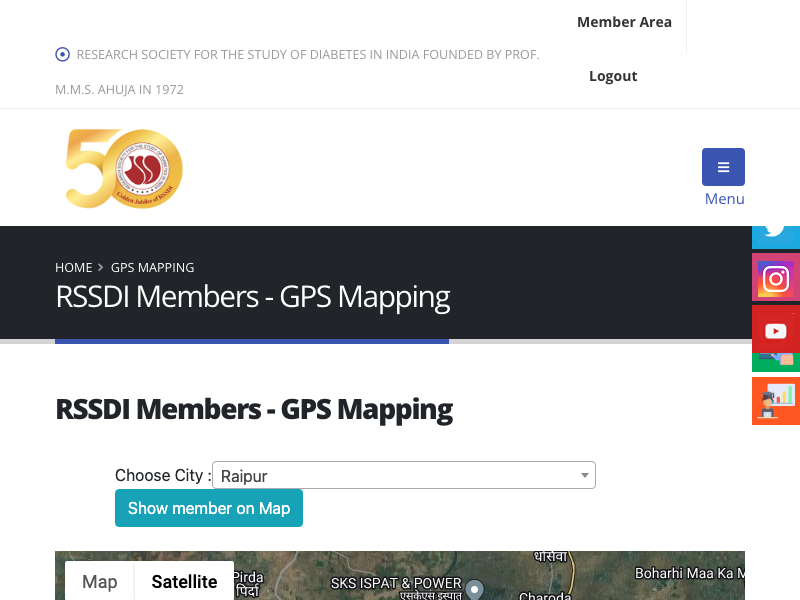 Member Area
RESEARCH SOCIETY FOR THE STUDY OF DIABETES IN INDIA FOUNDED BY PROF.
M.M.S. AHUJA IN 1972
Logout
50
Golden Jubilee of RSSDI
Menu
HOME > GPS MAPPING
RSSDI Members - GPS Mapping
RSSDI Members - GPS Mapping
Choose City : Raipur
Show member on Map
Map Satellite
Pirda
पिर्दा
SKS ISPAT & POWER
एसकेएस इस्पात
धोसेवा
Charoda
Boharhi Maa Ka M